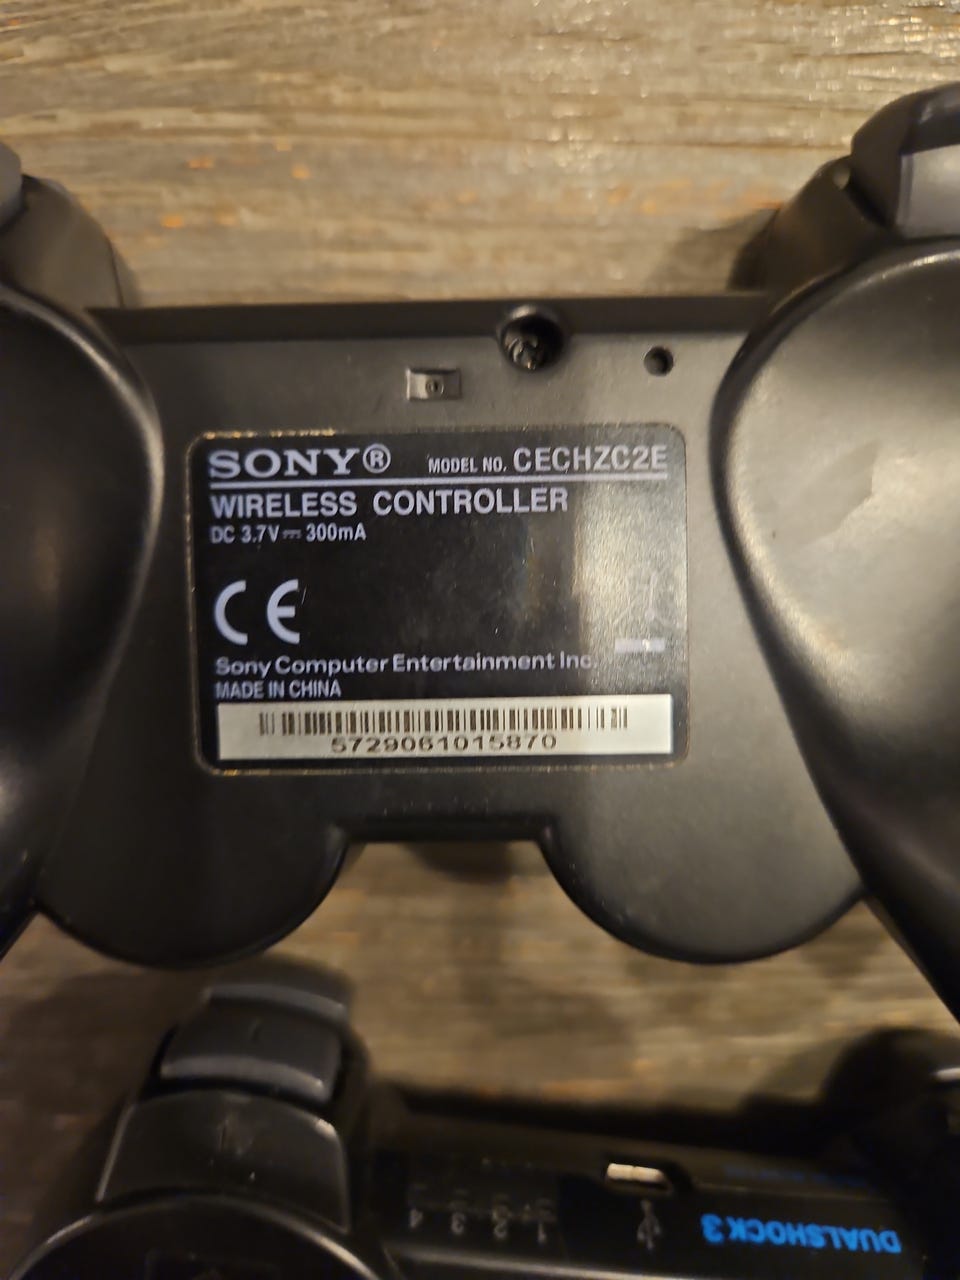 SONY® MODEL NO. CECHZC2E
WIRELESS CONTROLLER
DC 3.7V⎓ 300mA
CE
Sony Computer Entertainment Inc.
MADE IN CHINA
5729061015870
1 2 3 4
DUALSHOCK 3